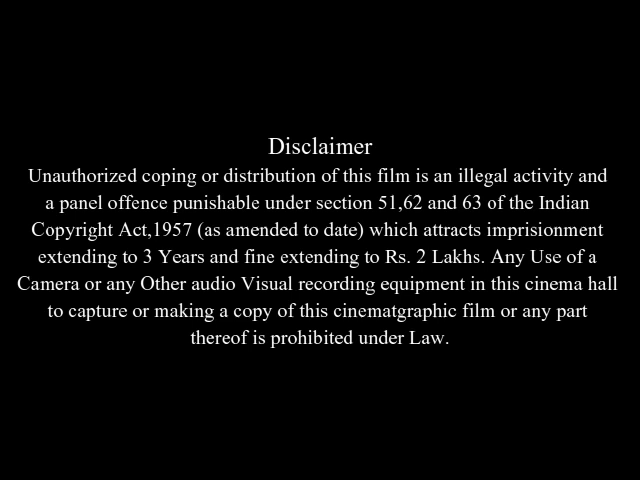 Disclaimer
Unauthorized coping or distribution of this film is an illegal activity and
a panel offence punishable under section 51,62 and 63 of the Indian
Copyright Act,1957 (as amended to date) which attracts imprisionment
extending to 3 Years and fine extending to Rs. 2 Lakhs. Any Use of a
Camera or any Other audio Visual recording equipment in this cinema hall
to capture or making a copy of this cinematgraphic film or any part
thereof is prohibited under Law.